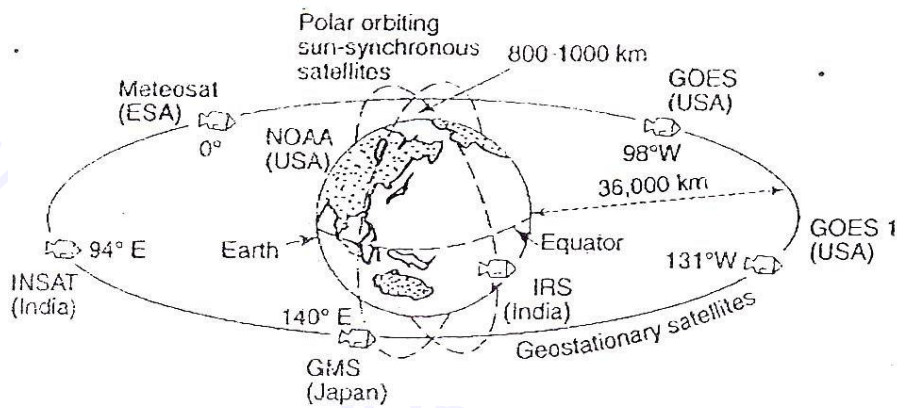 Polar orbiting
sun-synchronous
satellites
800-1000 km
Meteosat
(ESA)
0°
NOAA
(USA)
GOES
(USA)
98°W
36,000 km
GOES 1
(USA)
131°W
94° E
INSAT
(India)
Earth
Equator
IRS
(India)
140° E
GMS
(Japan)
Geostationary satellites